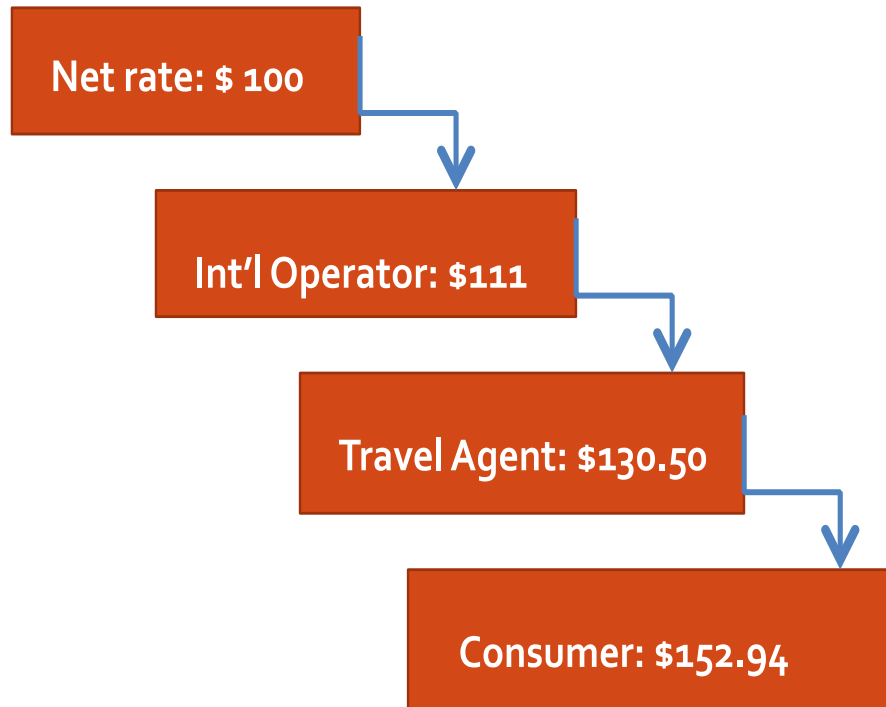 Net rate: $ 100
Int’l Operator: $111
Travel Agent: $130.50
Consumer: $152.94